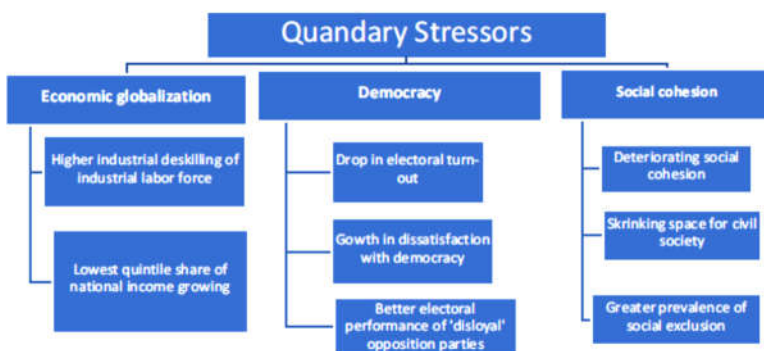 Quandary Stressors
Economic globalization
Higher industrial deskilling of
industrial labor force
Lowest quintile share of
national income growing
Democracy
Drop in electoral turn-
out
Gowth in dissatisfaction
with democracy
Better electoral
performance of 'disloyal'
opposition parties
Social cohesion
Deteriorating social
cohesion
Skrinking space for civil
society
Greater prevalence of
social exclusion